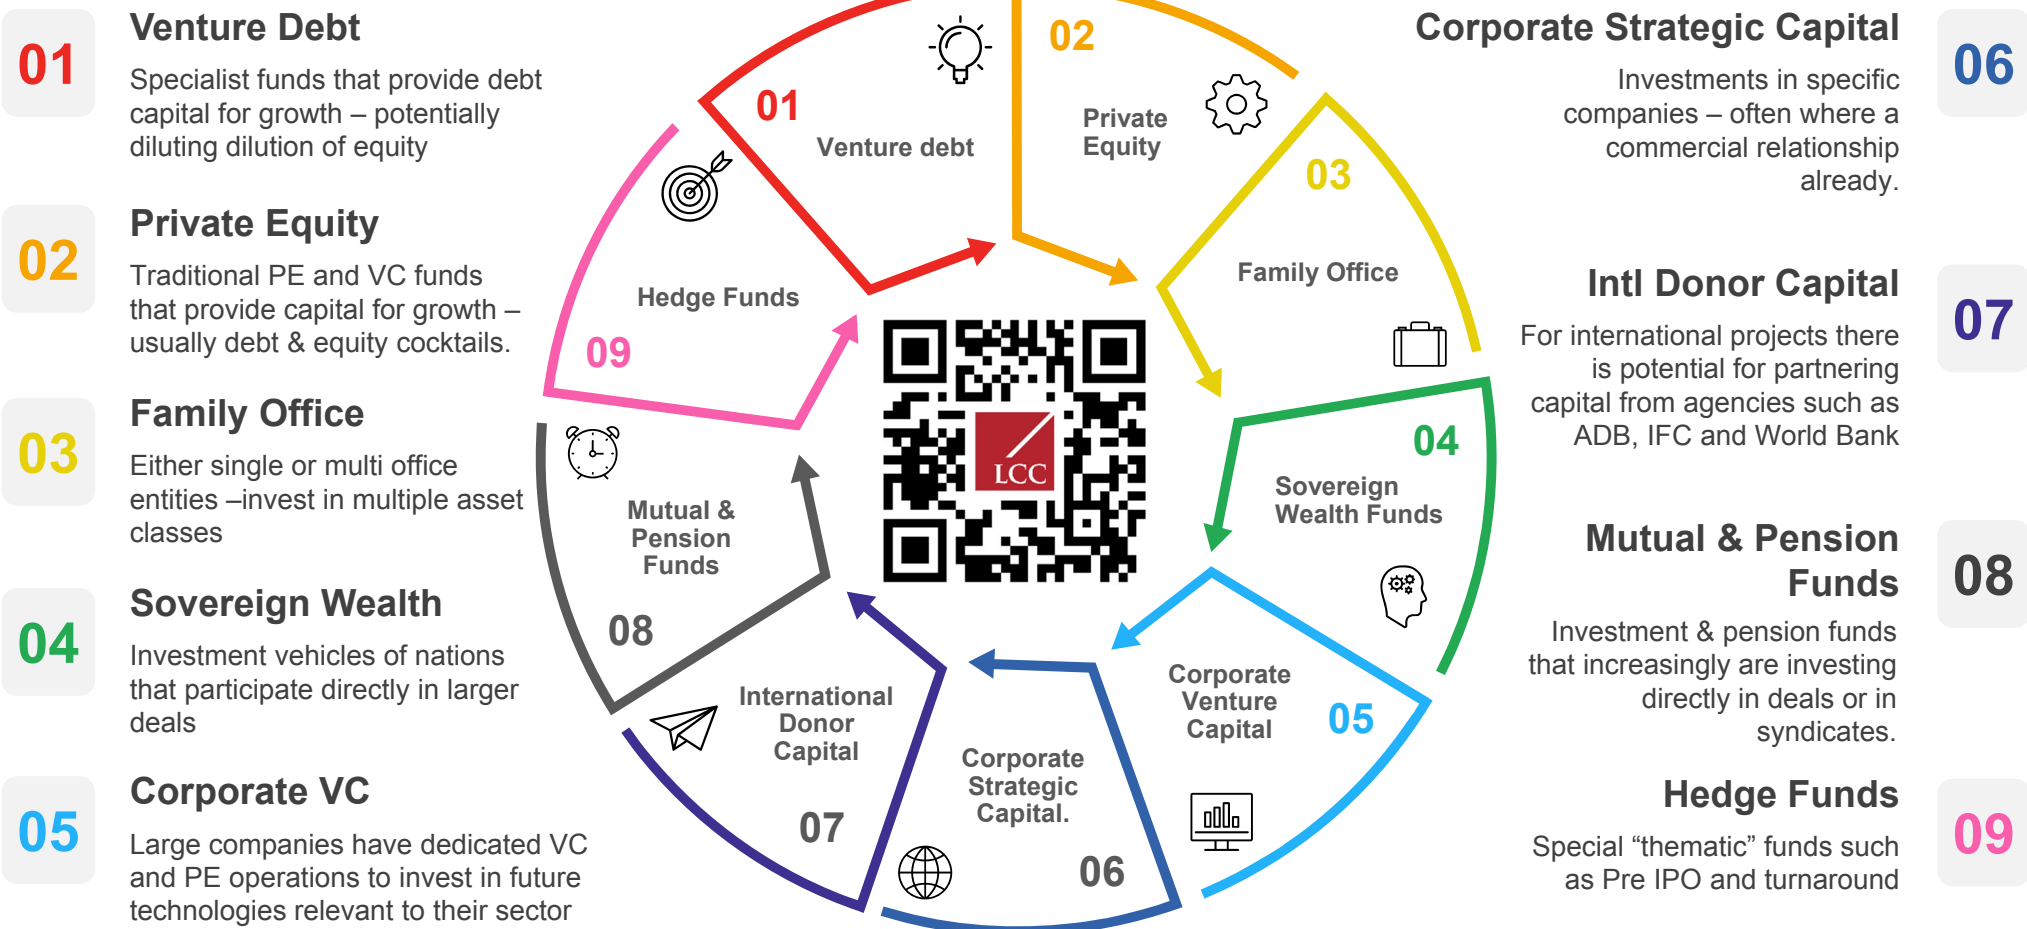 01
Venture Debt
Specialist funds that provide debt
capital for growth – potentially
diluting dilution of equity
02
Private Equity
Traditional PE and VC funds
that provide capital for growth –
usually debt & equity cocktails.
03
Family Office
Either single or multi office
entities –invest in multiple asset
classes
04
Sovereign Wealth
Investment vehicles of nations
that participate directly in larger
deals
05
Corporate VC
Large companies have dedicated VC
and PE operations to invest in future
technologies relevant to their sector
01
Venture debt
02
Private
Equity
03
Family Office
04
Sovereign
Wealth Funds
Corporate
Venture
Capital
05
Corporate
Strategic
Capital.
06
International
Donor
Capital
07
Mutual &
Pension
Funds
08
Hedge Funds
09
LCC
Corporate Strategic Capital
06
Investments in specific
companies – often where a
commercial relationship
already.
Intl Donor Capital
07
For international projects there
is potential for partnering
capital from agencies such as
ADB, IFC and World Bank
Mutual & Pension
Funds
08
Investment & pension funds
that increasingly are investing
directly in deals or in
syndicates.
Hedge Funds
09
Special “thematic” funds such
as Pre IPO and turnaround